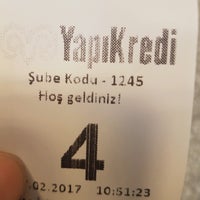 YapıKredi
Şube Kodu - 1245
Hoş geldiniz!
4
.02.2017 10:51:23